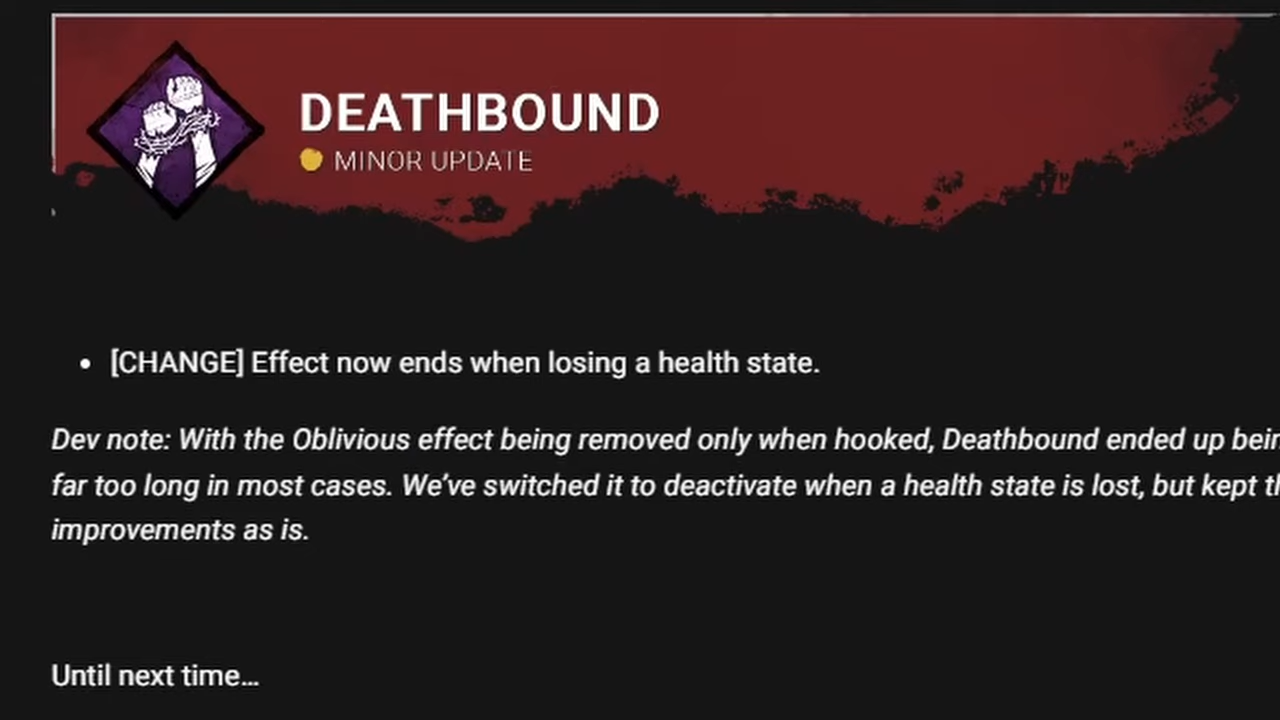 DEATHBOUND
MINOR UPDATE
• [CHANGE] Effect now ends when losing a health state.
Dev note: With the Oblivious effect being removed only when hooked, Deathbound ended up
far too long in most cases. We've switched it to deactivate when a health state is lost, but kept
improvements as is.
Until next time...